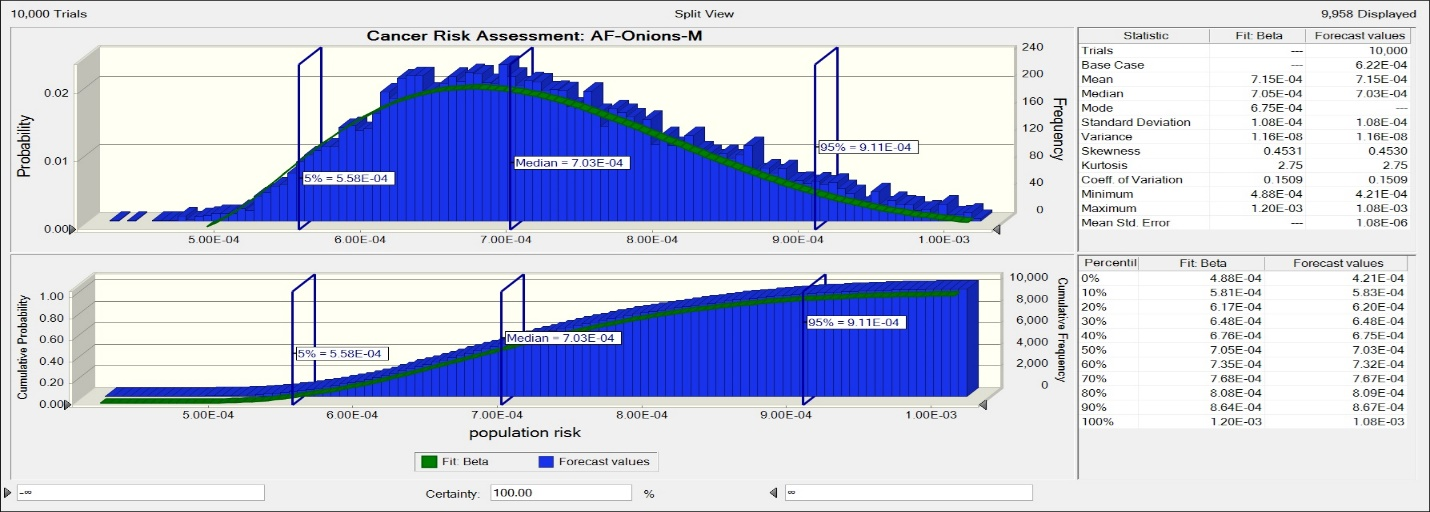 10,000 Trials Split View 9,958 Displayed
Cancer Risk Assessment: AF-Onions-M
Probability
0.02
0.01
0.00
Frequency
240
200
160
120
80
40
0
5% = 5.58E-04
Median = 7.03E-04
95% = 9.11E-04
5.00E-04 6.00E-04 7.00E-04 8.00E-04 9.00E-04 1.00E-03
Statistic Fit: Beta Forecast values
Trials --- 10,000
Base Case --- 6.22E-04
Mean 7.15E-04 7.15E-04
Median 7.05E-04 7.03E-04
Mode 6.75E-04 ---
Standard Deviation 1.08E-04 1.08E-04
Variance 1.16E-08 1.16E-08
Skewness 0.4531 0.4530
Kurtosis 2.75 2.75
Coeff. of Variation 0.1509 0.1509
Minimum 4.88E-04 4.21E-04
Maximum 1.20E-03 1.08E-03
Mean Std. Error --- 1.08E-06
Cumulative Probability
1.00
0.80
0.60
0.40
0.20
0.00
Cumulative Frequency
10,000
8,000
6,000
4,000
2,000
0
5% = 5.58E-04
Median = 7.03E-04
95% = 9.11E-04
5.00E-04 6.00E-04 7.00E-04 8.00E-04 9.00E-04 1.00E-03
population risk
Fit: Beta Forecast values
Percentil Fit: Beta Forecast values
0% 4.88E-04 4.21E-04
10% 5.81E-04 5.83E-04
20% 6.17E-04 6.20E-04
30% 6.48E-04 6.48E-04
40% 6.76E-04 6.75E-04
50% 7.05E-04 7.03E-04
60% 7.35E-04 7.32E-04
70% 7.68E-04 7.67E-04
80% 8.08E-04 8.09E-04
90% 8.64E-04 8.67E-04
100% 1.20E-03 1.08E-03
-∞ Certainty: 100.00 % ∞